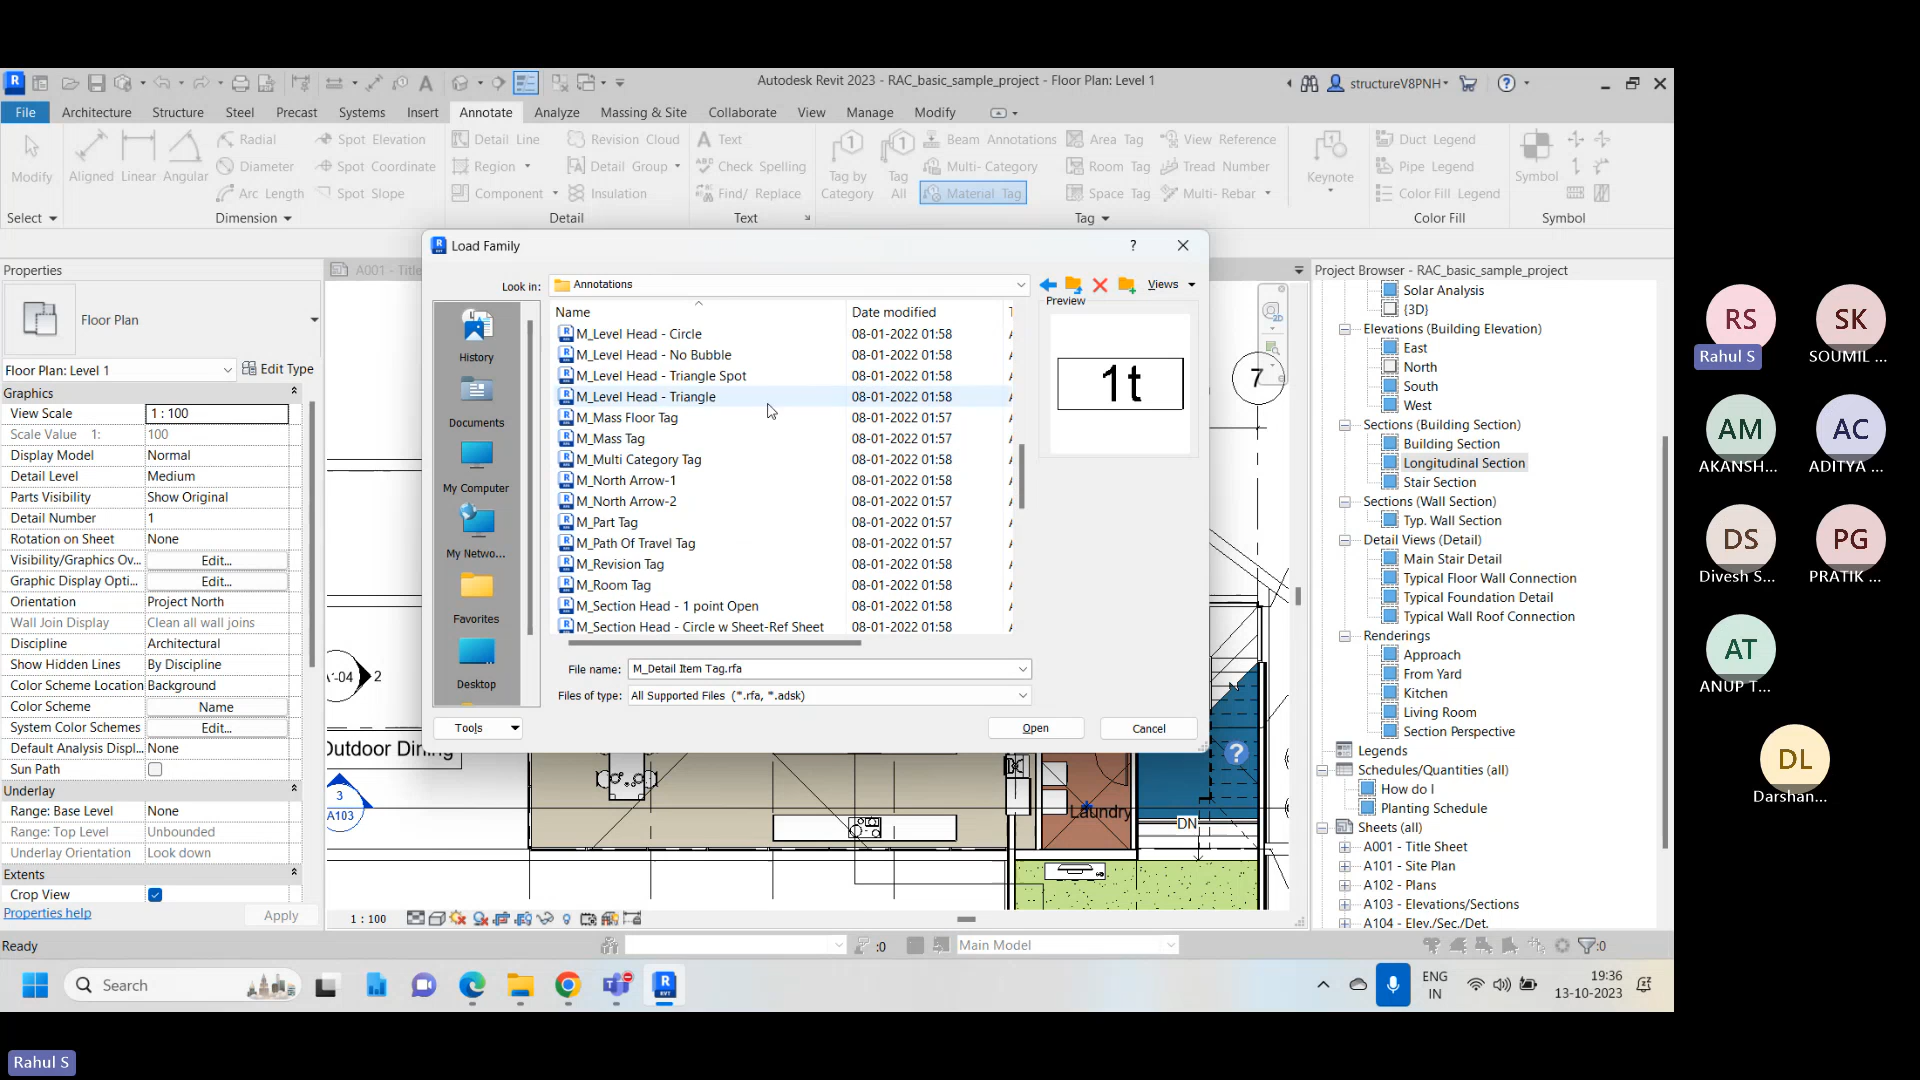 Autodesk Revit 2023 - RAC_basic_sample_project - Floor Plan: Level 1
structureV8PNH
File
Architecture
Structure
Steel
Precast
Systems
Insert
Annotate
Analyze
Massing & Site
Collaborate
View
Manage
Modify
Modify
Aligned
Linear
Angular
Radial
Diameter
Arc Length
Spot Elevation
Spot Coordinate
Spot Slope
Detail Line
Region
Component
Revision Cloud
Detail Group
Insulation
Text
Check Spelling
Find/ Replace
Tag by Category
Tag All
Beam Annotations
Multi- Category
Material Tag
Area Tag
Room Tag
Space Tag
View Reference
Tread Number
Multi- Rebar
Keynote
Duct Legend
Pipe Legend
Color Fill Legend
Symbol
Select
Dimension
Detail
Text
Tag
Color Fill
Symbol
Properties
Floor Plan
Floor Plan: Level 1
Edit Type
Graphics
View Scale 1 : 100
Scale Value 1: 100
Display Model Normal
Detail Level Medium
Parts Visibility Show Original
Detail Number 1
Rotation on Sheet None
Visibility/Graphics Ov... Edit...
Graphic Display Opti... Edit...
Orientation Project North
Wall Join Display Clean all wall joins
Discipline Architectural
Show Hidden Lines By Discipline
Color Scheme Location Background
Color Scheme Name
System Color Schemes Edit...
Default Analysis Displ... None
Sun Path
Underlay
Range: Base Level None
Range: Top Level Unbounded
Underlay Orientation Look down
Extents
Crop View
Properties help
Apply
A001 - Title
Load Family
Look in: Annotations
Views
Preview
1t
Name Date modified
M_Level Head - Circle 08-01-2022 01:58
M_Level Head - No Bubble 08-01-2022 01:58
M_Level Head - Triangle Spot 08-01-2022 01:58
M_Level Head - Triangle 08-01-2022 01:58
M_Mass Floor Tag 08-01-2022 01:57
M_Mass Tag 08-01-2022 01:57
M_Multi Category Tag 08-01-2022 01:58
M_North Arrow-1 08-01-2022 01:58
M_North Arrow-2 08-01-2022 01:57
M_Part Tag 08-01-2022 01:57
M_Path Of Travel Tag 08-01-2022 01:57
M_Revision Tag 08-01-2022 01:58
M_Room Tag 08-01-2022 01:58
M_Section Head - 1 point Open 08-01-2022 01:58
M_Section Head - Circle w Sheet-Ref Sheet 08-01-2022 01:58
History
Documents
My Computer
My Netwo...
Favorites
Desktop
File name: M_Detail Item Tag.rfa
Files of type: All Supported Files (*.rfa, *.adsk)
Tools
Open
Cancel
7
2
Outdoor Dining
3
A103
Laundry
DN
1 : 100
Project Browser - RAC_basic_sample_project
Solar Analysis
{3D}
Elevations (Building Elevation)
East
North
South
West
Sections (Building Section)
Building Section
Longitudinal Section
Stair Section
Sections (Wall Section)
Typ. Wall Section
Detail Views (Detail)
Main Stair Detail
Typical Floor Wall Connection
Typical Foundation Detail
Typical Wall Roof Connection
Renderings
Approach
From Yard
Kitchen
Living Room
Section Perspective
Legends
Schedules/Quantities (all)
How do I
Planting Schedule
Sheets (all)
A001 - Title Sheet
A101 - Site Plan
A102 - Plans
A103 - Elevations/Sections
A104 - Elev./Sec./Det.
Ready
:0
Main Model
:0
Search
ENG
IN
19:36
13-10-2023
RS
Rahul S
SK
SOUMIL ...
AM
AKANSH...
AC
ADITYA ...
DS
Divesh S...
PG
PRATIK ...
AT
ANUP T...
DL
Darshan...
Rahul S